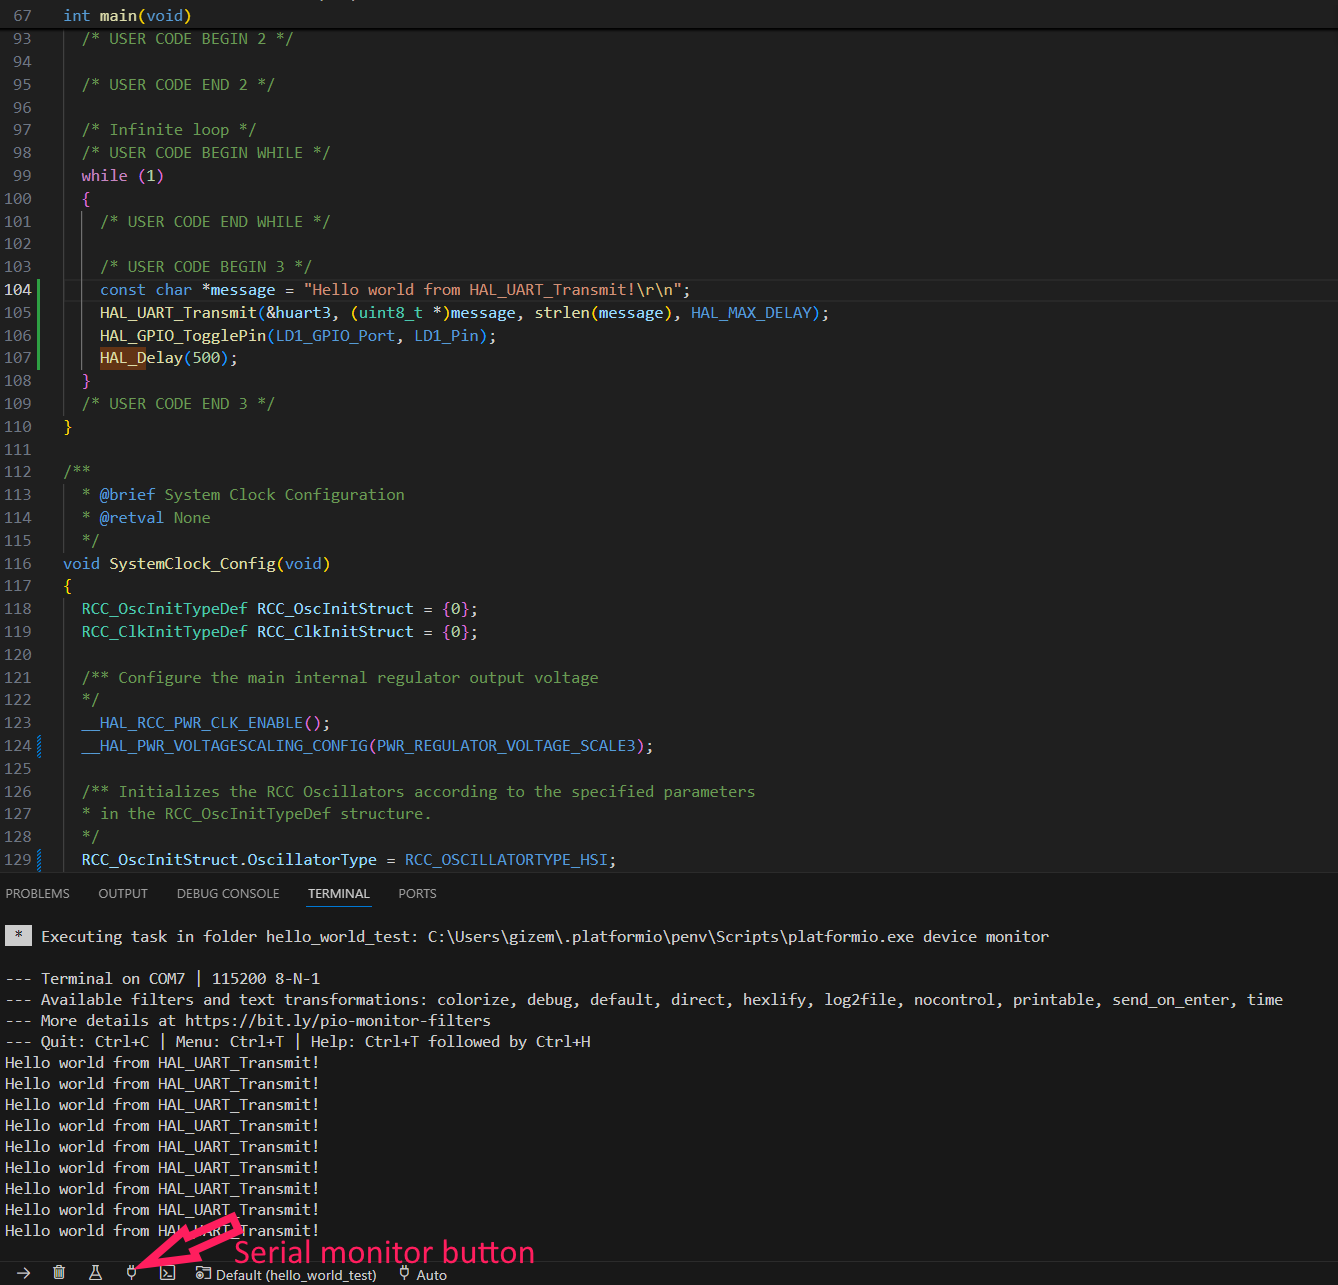 67 int main(void)
93 /* USER CODE BEGIN 2 */
94
95 /* USER CODE END 2 */
96
97 /* Infinite loop */
98 /* USER CODE BEGIN WHILE */
99 while (1)
100 {
101 /* USER CODE END WHILE */
102
103 /* USER CODE BEGIN 3 */
104 const char *message = "Hello world from HAL_UART_Transmit!\r\n";
105 HAL_UART_Transmit(&huart3, (uint8_t *)message, strlen(message), HAL_MAX_DELAY);
106 HAL_GPIO_TogglePin(LD1_GPIO_Port, LD1_Pin);
107 HAL_Delay(500);
108 }
109 /* USER CODE END 3 */
110 }
111
112 /**
113 * @brief System Clock Configuration
114 * @retval None
115 */
116 void SystemClock_Config(void)
117 {
118 RCC_OscInitTypeDef RCC_OscInitStruct = {0};
119 RCC_ClkInitTypeDef RCC_ClkInitStruct = {0};
120
121 /** Configure the main internal regulator output voltage
122 */
123 __HAL_RCC_PWR_CLK_ENABLE();
124 __HAL_PWR_VOLTAGESCALING_CONFIG(PWR_REGULATOR_VOLTAGE_SCALE3);
125
126 /** Initializes the RCC Oscillators according to the specified parameters
127 * in the RCC_OscInitTypeDef structure.
128 */
129 RCC_OscInitStruct.OscillatorType = RCC_OSCILLATORTYPE_HSI;
PROBLEMS OUTPUT DEBUG CONSOLE TERMINAL PORTS
* Executing task in folder hello_world_test: C:\Users\gizem\.platformio\penv\Scripts\platformio.exe device monitor
--- Terminal on COM7 | 115200 8-N-1
--- Available filters and text transformations: colorize, debug, default, direct, hexlify, log2file, nocontrol, printable, send_on_enter, time
--- More details at https://bit.ly/pio-monitor-filters
--- Quit: Ctrl+C | Menu: Ctrl+T | Help: Ctrl+T followed by Ctrl+H
Hello world from HAL_UART_Transmit!
Hello world from HAL_UART_Transmit!
Hello world from HAL_UART_Transmit!
Hello world from HAL_UART_Transmit!
Hello world from HAL_UART_Transmit!
Hello world from HAL_UART_Transmit!
Hello world from HAL_UART_Transmit!
Hello world from HAL_UART_Transmit!
Hello world from HAL_UART_Transmit!
Serial monitor button
Default (hello_world_test) Auto